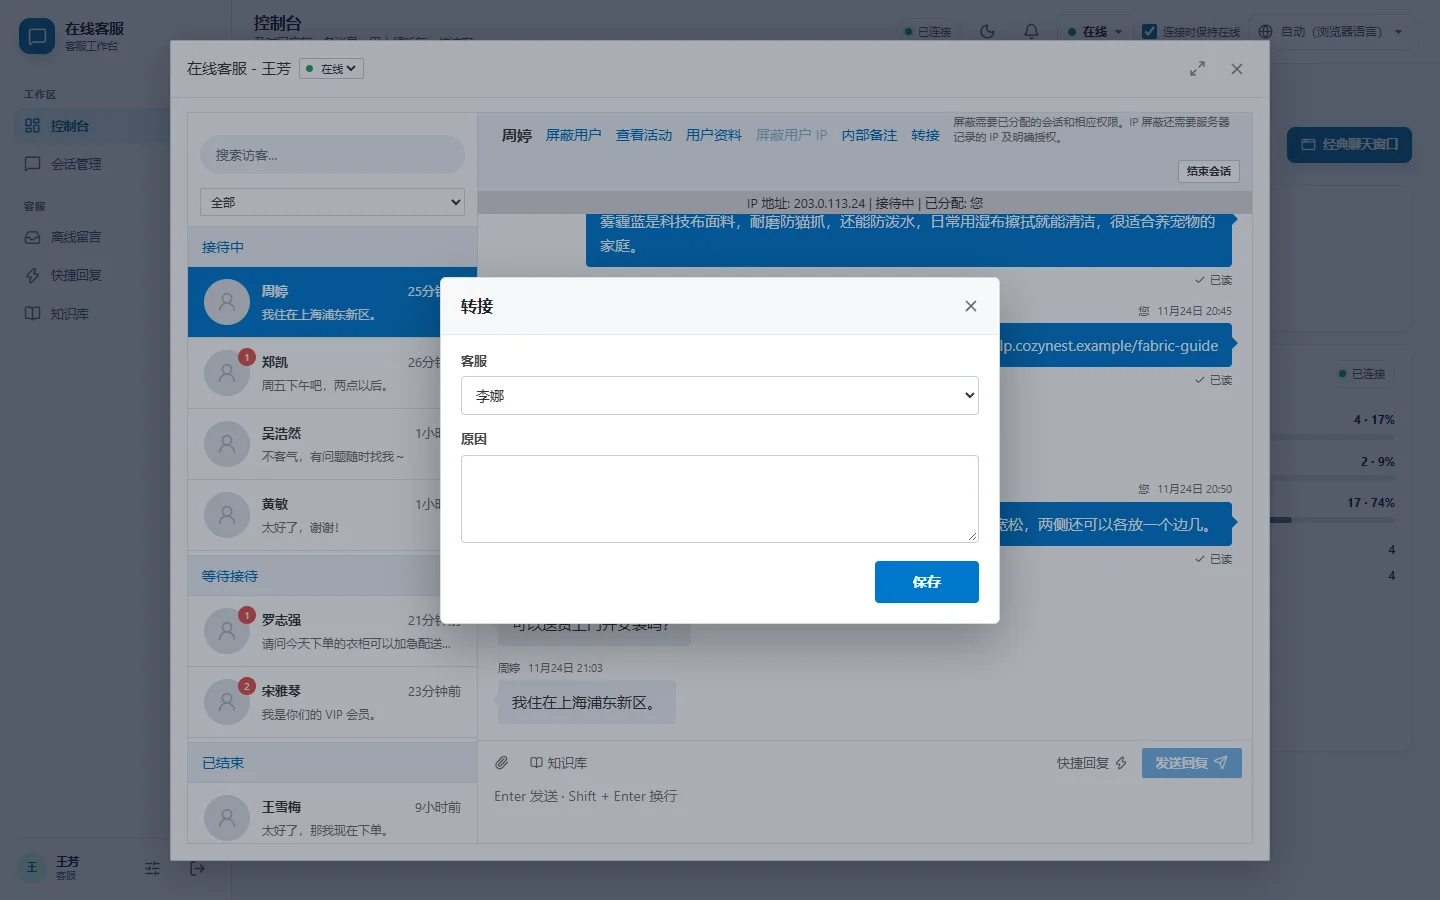 在线客服
客服工作台
工作区
控制台
会话管理
客服
离线留言
快捷回复
知识库
王
王芳
客服
控制台
已连接
在线
连接时保持在线
自动（浏览器语言）
经典聊天窗口
已连接
4 · 17%
2 · 9%
17 · 74%
4
4
在线客服 - 王芳
在线
搜索访客...
全部
接待中
周婷
25分
我住在上海浦东新区。
1
郑凯
26分
周五下午吧，两点以后。
吴浩然
1小
不客气，有问题随时找我～
黄敏
1小
太好了，谢谢！
等待接待
1
罗志强
21分
请问今天下单的衣柜可以加急配送...
2
宋雅琴
23分钟前
我是你们的 VIP 会员。
已结束
王雪梅
9小时前
太好了，那我现在下单。
周婷 屏蔽用户 查看活动 用户资料 屏蔽用户 IP 内部备注 转接
屏蔽需要已分配的会话和相应权限。IP 屏蔽还需要服务器
记录的 IP 及明确授权。
结束会话
IP 地址: 203.0.113.24 | 接待中 | 已分配: 您
雾霾蓝是科技布面料，耐磨防猫抓，还能防泼水，日常用湿布擦拭就能清洁，很适合养宠物的
家庭。
已读
您 11月24日 20:45
lp.cozynest.example/fabric-guide
已读
您 11月24日 20:50
宽松，两侧还可以各放一个边几。
已读
可以送货上门并安装吗？
周婷 11月24日 21:03
我住在上海浦东新区。
知识库
快捷回复
发送回复
Enter 发送 · Shift + Enter 换行
转接
客服
李娜
原因
保存